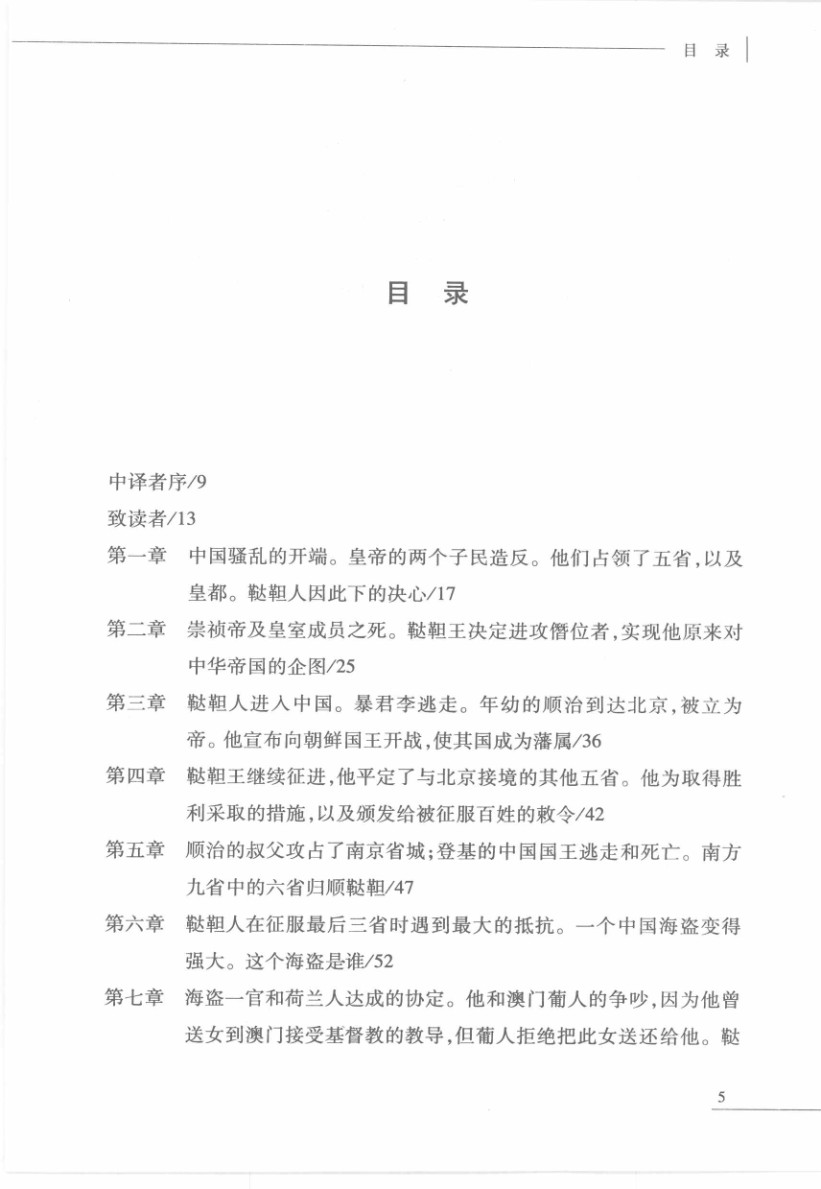 目 录
目 录
中译者序/9
致读者/13
第一章 中国骚乱的开端。皇帝的两个子民造反。他们占领了五省,以及
皇都。鞑靼人因此下的决心/17
第二章 崇祯帝及皇室成员之死。鞑靼王决定进攻僭位者,实现他原来对
中华帝国的企图/25
第三章 鞑靼人进入中国。暴君李逃走。年幼的顺治到达北京,被立为
帝。他宣布向朝鲜国王开战,使其国成为藩属/36
第四章 鞑靼王继续征进,他平定了与北京接境的其他五省。他为取得胜
利采取的措施,以及颁发给被征服百姓的敕令/42
第五章 顺治的叔父攻占了南京省城;登基的中国国王逃走和死亡。南方
九省中的六省归顺鞑靼/47
第六章 鞑靼人在征服最后三省时遇到最大的抵抗。一个中国海盗变得
强大。这个海盗是谁/52
第七章 海盗一官和荷兰人达成的协定。他和澳门葡人的争吵,因为他曾
送女到澳门接受基督教的教导,但葡人拒绝把此女送还给他。鞑
5